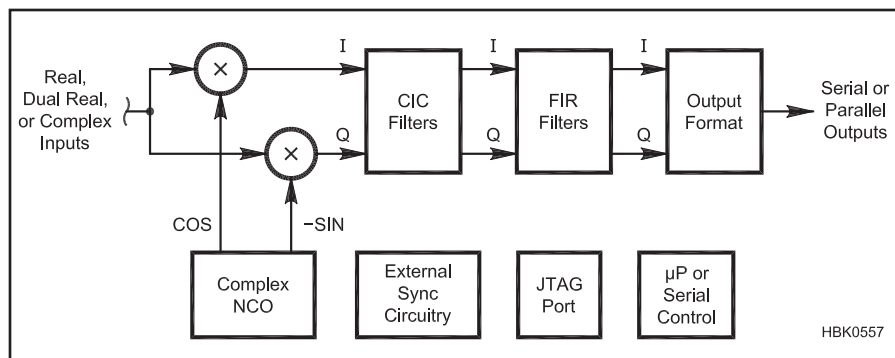 Real,
Dual Real,
or Complex
Inputs
×
×
I
Q
CIC
Filters
I
Q
FIR
Filters
I
Q
Output
Format
Serial or
Parallel
Outputs
COS
–SIN
Complex
NCO
External
Sync
Circuitry
JTAG
Port
µP or
Serial
Control
HBK0557